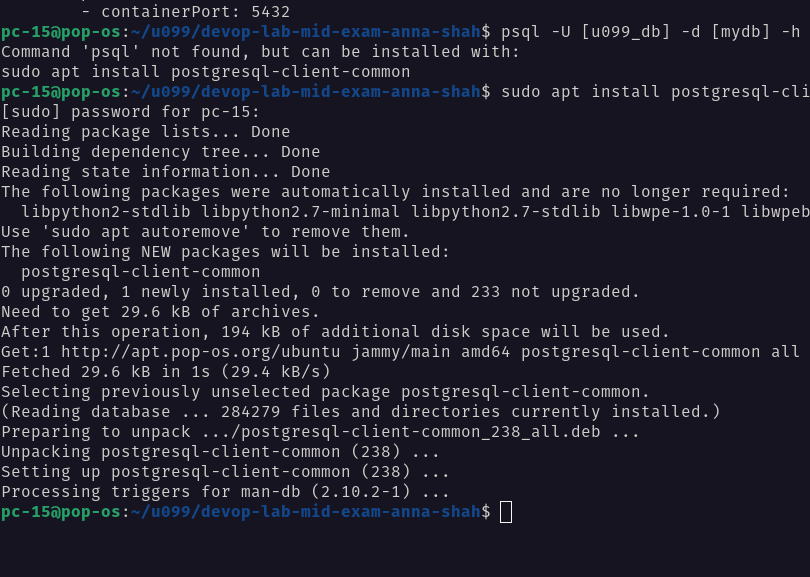 - containerPort: 5432
pc-15@pop-os:~/u099/devop-lab-mid-exam-anna-shah$ psql -U [u099_db] -d [mydb] -h
Command 'psql' not found, but can be installed with:
sudo apt install postgresql-client-common
pc-15@pop-os:~/u099/devop-lab-mid-exam-anna-shah$ sudo apt install postgresql-cli
[sudo] password for pc-15:
Reading package lists... Done
Building dependency tree... Done
Reading state information... Done
The following packages were automatically installed and are no longer required:
libpython2-stdlib libpython2.7-minimal libpython2.7-stdlib libwpe-1.0-1 libwpeb
Use 'sudo apt autoremove' to remove them.
The following NEW packages will be installed:
postgresql-client-common
0 upgraded, 1 newly installed, 0 to remove and 233 not upgraded.
Need to get 29.6 kB of archives.
After this operation, 194 kB of additional disk space will be used.
Get:1 http://apt.pop-os.org/ubuntu jammy/main amd64 postgresql-client-common all
Fetched 29.6 kB in 1s (29.4 kB/s)
Selecting previously unselected package postgresql-client-common.
(Reading database ... 284279 files and directories currently installed.)
Preparing to unpack .../postgresql-client-common_238_all.deb ...
Unpacking postgresql-client-common (238) ...
Setting up postgresql-client-common (238) ...
Processing triggers for man-db (2.10.2-1) ...
pc-15@pop-os:~/u099/devop-lab-mid-exam-anna-shah$